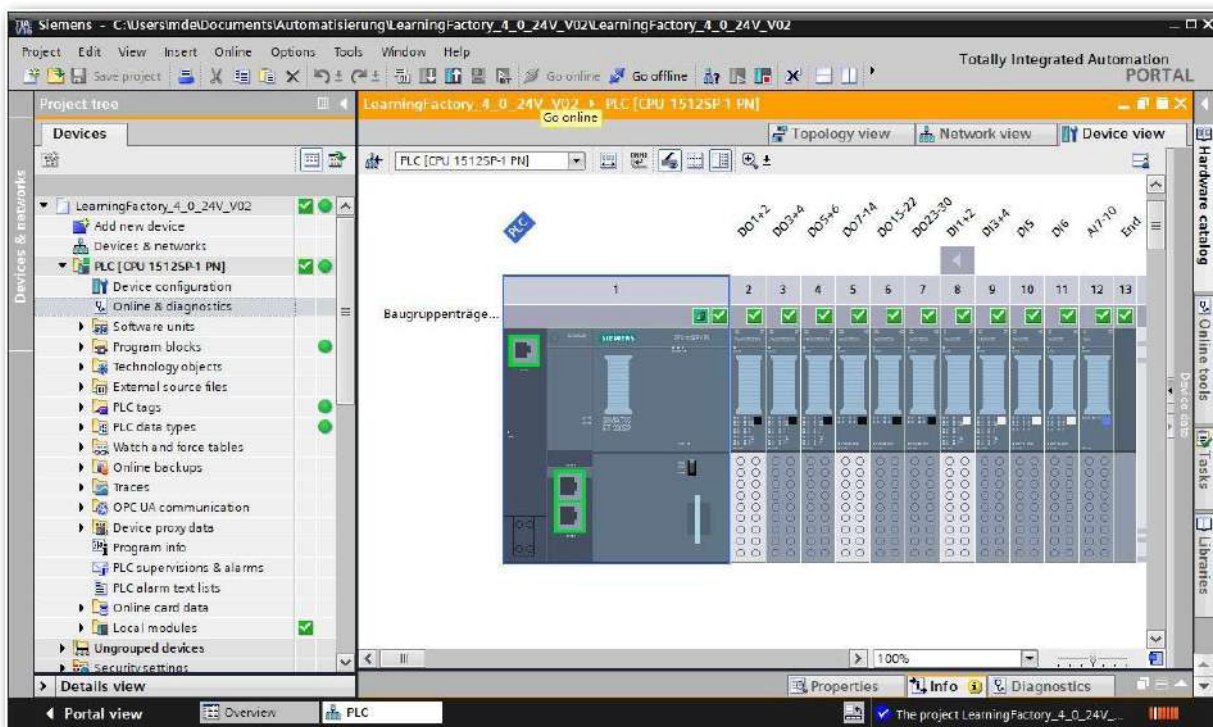 Siemens - C:\Users\mde\Documents\Automatisierung\LearningFactory_4_0_24V_V02\LearningFactory_4_0_24V_V02
Project Edit View Insert Online Options Tools Window Help
Totally Integrated Automation
PORTAL
Save project Go online Go offline
Project tree
LearningFactory_4_0_24V_V02 PLC [CPU 1512SP-1 PN]
Go online
Devices
Topology view Network view Device view
PLC [CPU 1512SP-1 PN]
LearningFactory_4_0_24V_V02
Add new device
Devices & networks
PLC [CPU 1512SP-1 PN]
Device configuration
Online & diagnostics
Software units
Program blocks
Technology objects
External source files
PLC tags
PLC data types
Watch and force tables
Online backups
Traces
OPC UA communication
Device proxy data
Program info
PLC supervisions & alarms
PLC alarm text lists
Online card data
Local modules
Ungrouped devices
Security settings
Details view
PLC
DO1+2 DO3+4 DO5+6 DO7-14 DO15-22 DO23-30 DI1+2 DI3+4 DI5 DI6 AI7-10 End
1 2 3 4 5 6 7 8 9 10 11 12 13
Baugruppenträge...
SIEMENS
SIMATIC
ET 200SP
100%
Properties Info Diagnostics
Devices & networks
Device data
Hardware catalog
Online tools
Tasks
Libraries
Portal view Overview PLC
The project LearningFactory_4_0_24V_...